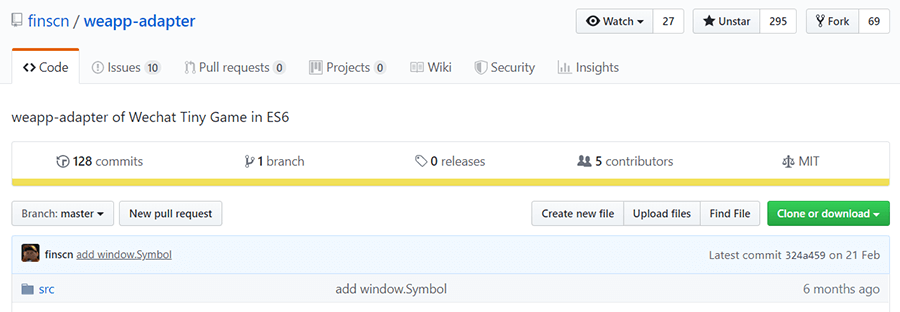 finscn / weapp-adapter Watch 27 Unstar 295 Fork 69
Code Issues 10 Pull requests 0 Projects 0 Wiki Security Insights
weapp-adapter of Wechat Tiny Game in ES6
128 commits 1 branch 0 releases 5 contributors MIT
Branch: master New pull request Create new file Upload files Find File Clone or download
finscn add window.Symbol Latest commit 324a459 on 21 Feb
src add window.Symbol 6 months ago